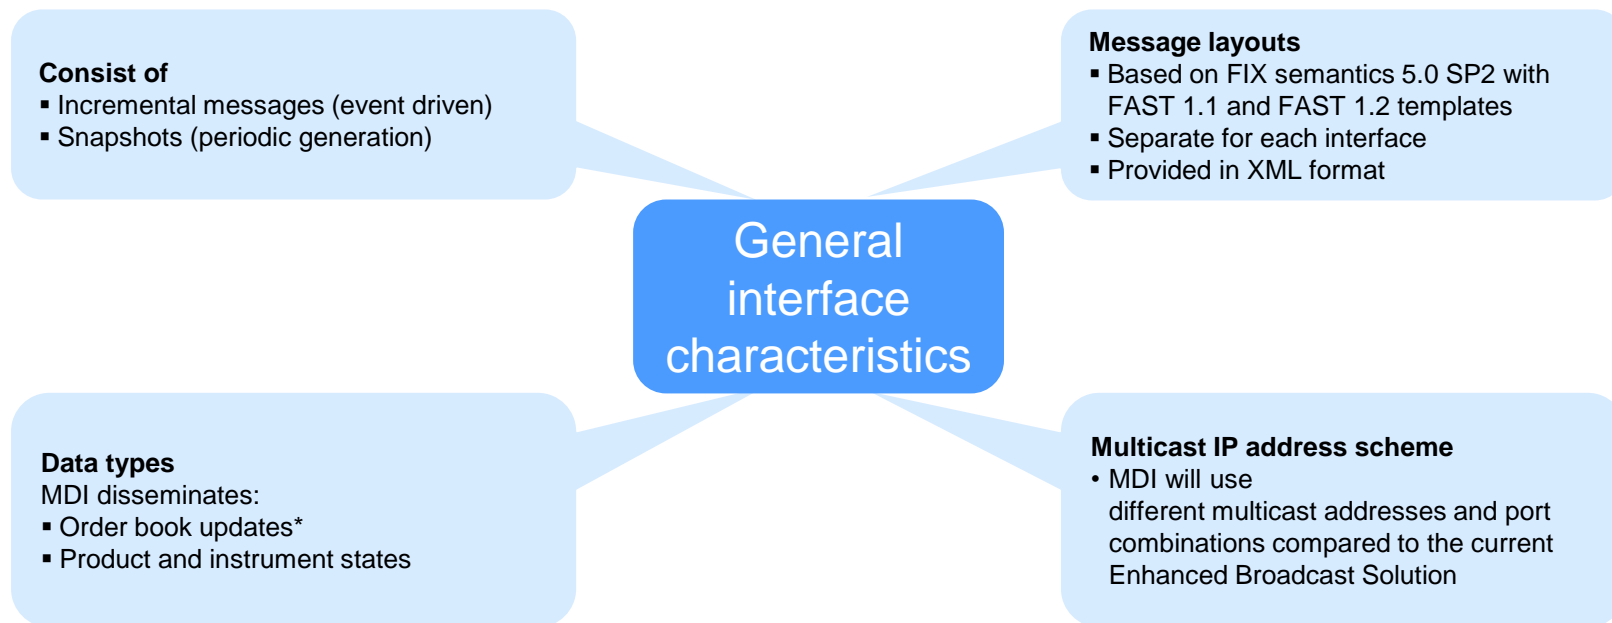 Consist of
▪ Incremental messages (event driven)
▪ Snapshots (periodic generation)
Message layouts
▪ Based on FIX semantics 5.0 SP2 with
FAST 1.1 and FAST 1.2 templates
▪ Separate for each interface
▪ Provided in XML format
General
interface
characteristics
Data types
MDI disseminates:
▪ Order book updates*
▪ Product and instrument states
Multicast IP address scheme
• MDI will use
different multicast addresses and port
combinations compared to the current
Enhanced Broadcast Solution